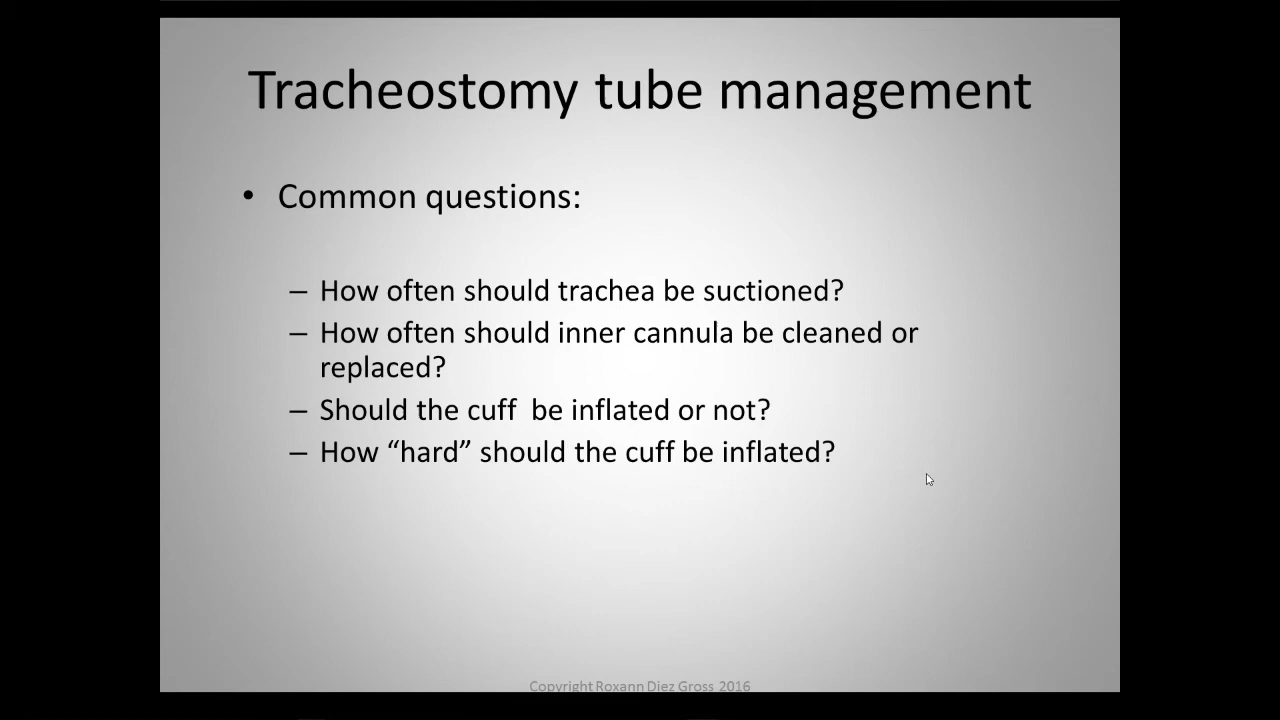 Tracheostomy tube management
• Common questions:
– How often should trachea be suctioned?
– How often should inner cannula be cleaned or
replaced?
– Should the cuff  be inflated or not?
– How “hard” should the cuff be inflated?
Copyright Roxann Diez Gross 2016